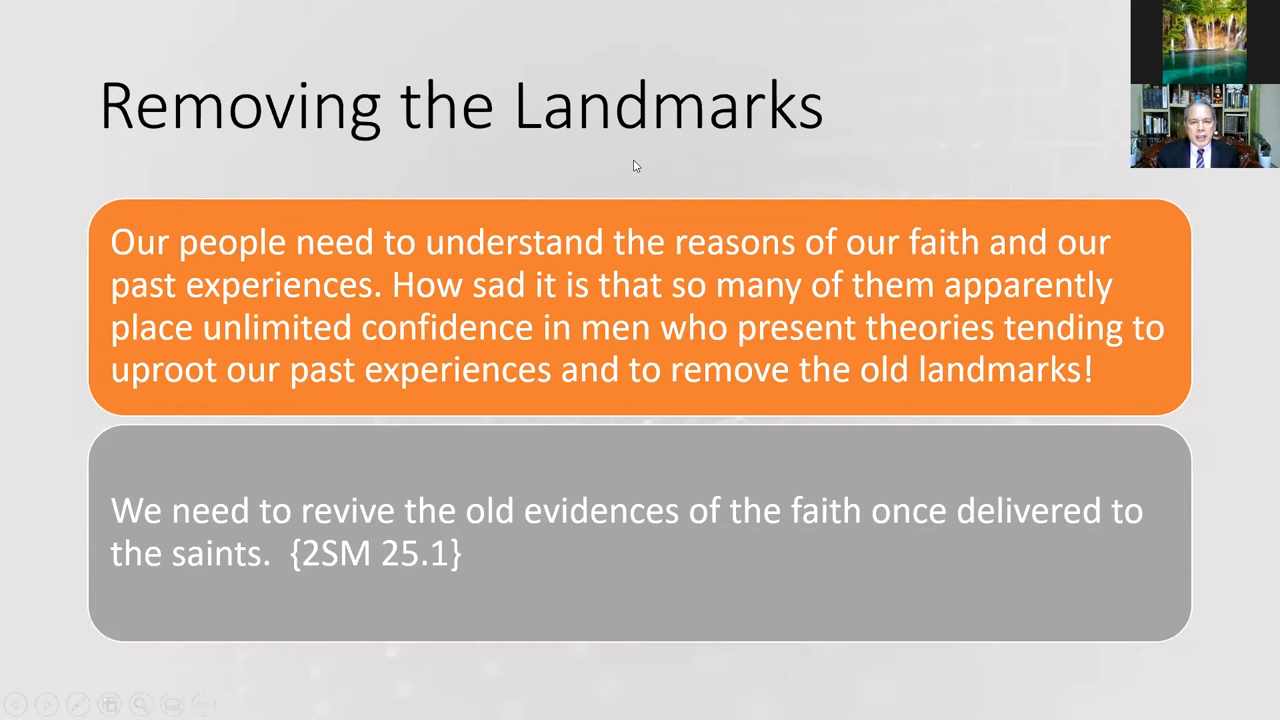 Removing the Landmarks
Our people need to understand the reasons of our faith and our
past experiences. How sad it is that so many of them apparently
place unlimited confidence in men who present theories tending to
uproot our past experiences and to remove the old landmarks!
We need to revive the old evidences of the faith once delivered to
the saints.  {2SM 25.1}